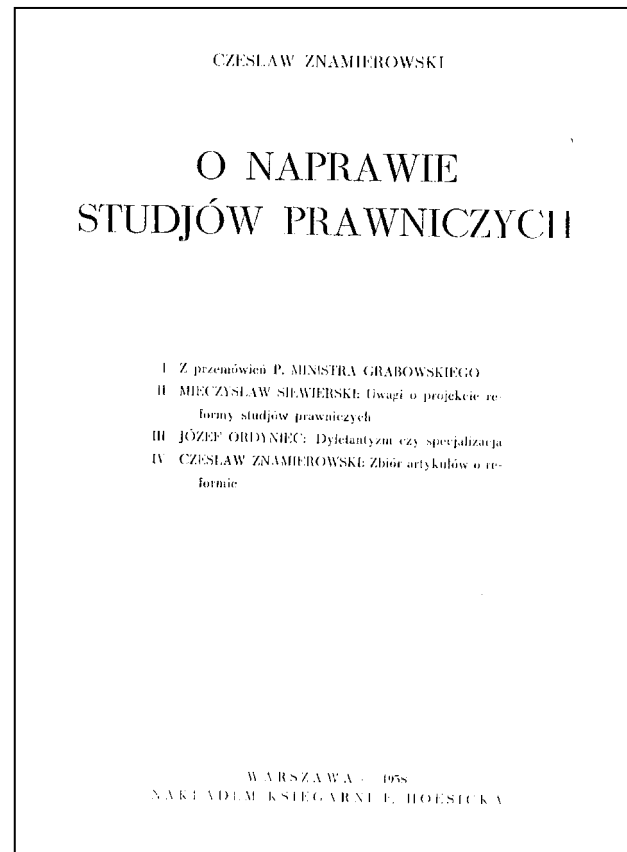 CZESŁAW ZNAMIEROWSKI
O NAPRAWIE
STUDJÓW PRAWNICZYCH
I Z przemówień P. MINISTRA GRABOWSKIEGO
II MIECZYSŁAW SIEWIERSKI: Uwagi o projekcie re-
formy studjów prawniczych
III JÓZEF ORDYNIEC: Dyletantyzm czy specjalizacja
IV CZESŁAW ZNAMIEROWSKI: Zbiór artykułów o re-
formie
WARSZAWA 1938
NAKŁADEM KSIĘGARNI F. HOESICKA